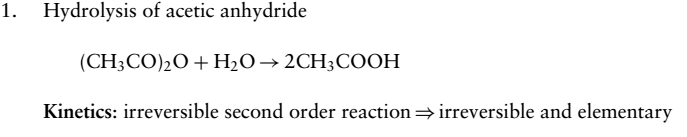 1. Hydrolysis of acetic anhydride
(CH₃CO)₂O + H₂O → 2CH₃COOH
Kinetics: irreversible second order reaction ⇒ irreversible and elementary